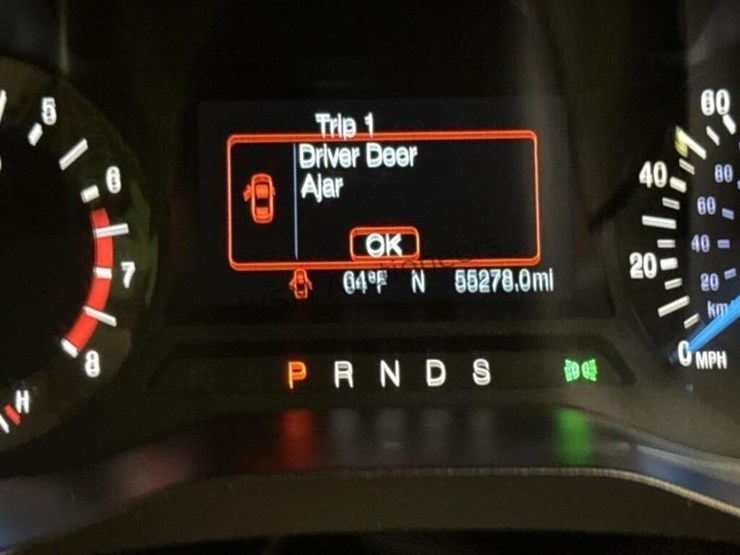 Trip 1
Driver Door
Ajar
OK
64°F N 55278.0mi
P R N D S
5
6
7
8
H
60
40
20
0 MPH
80
60
40
20
km/